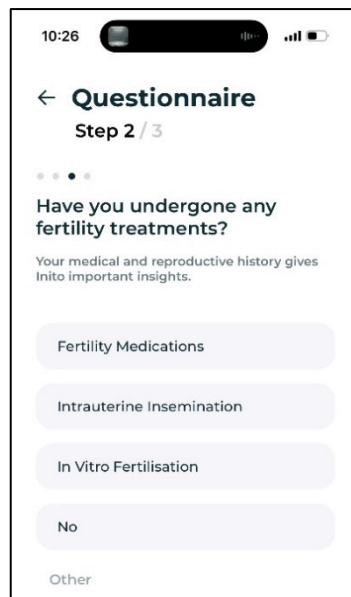 10:26
← Questionnaire
Step 2 / 3
Have you undergone any
fertility treatments?
Your medical and reproductive history gives
Inito important insights.
Fertility Medications
Intrauterine Insemination
In Vitro Fertilisation
No
Other